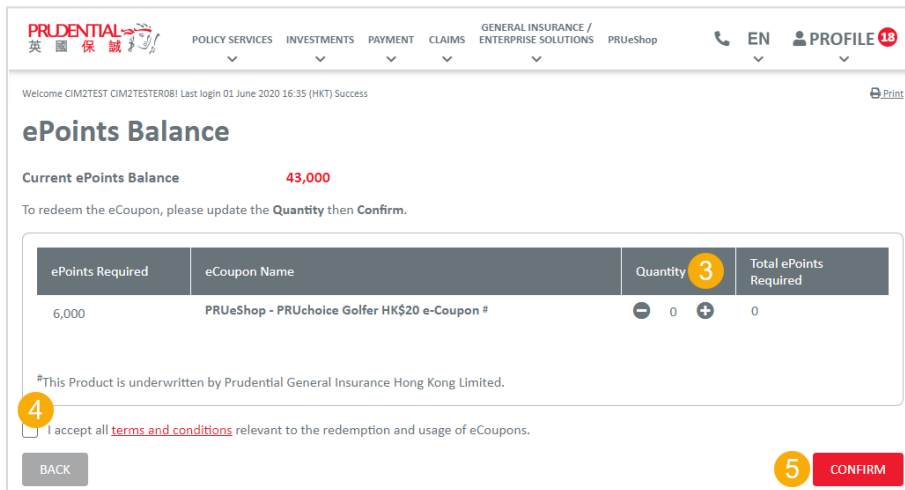 PRUDENTIAL
英國保誠
POLICY SERVICES INVESTMENTS PAYMENT CLAIMS GENERAL INSURANCE / ENTERPRISE SOLUTIONS PRUeShop EN PROFILE 18
Welcome CIM2TEST CIM2TESTER08! Last login 01 June 2020 16:35 (HKT) Success Print
ePoints Balance
Current ePoints Balance 43,000
To redeem the eCoupon, please update the Quantity then Confirm.
ePoints Required eCoupon Name Quantity 3 Total ePoints Required
6,000 PRUeShop - PRUchoice Golfer HK$20 e-Coupon # 0 0
#This Product is underwritten by Prudential General Insurance Hong Kong Limited.
4
I accept all terms and conditions relevant to the redemption and usage of eCoupons.
BACK 5 CONFIRM